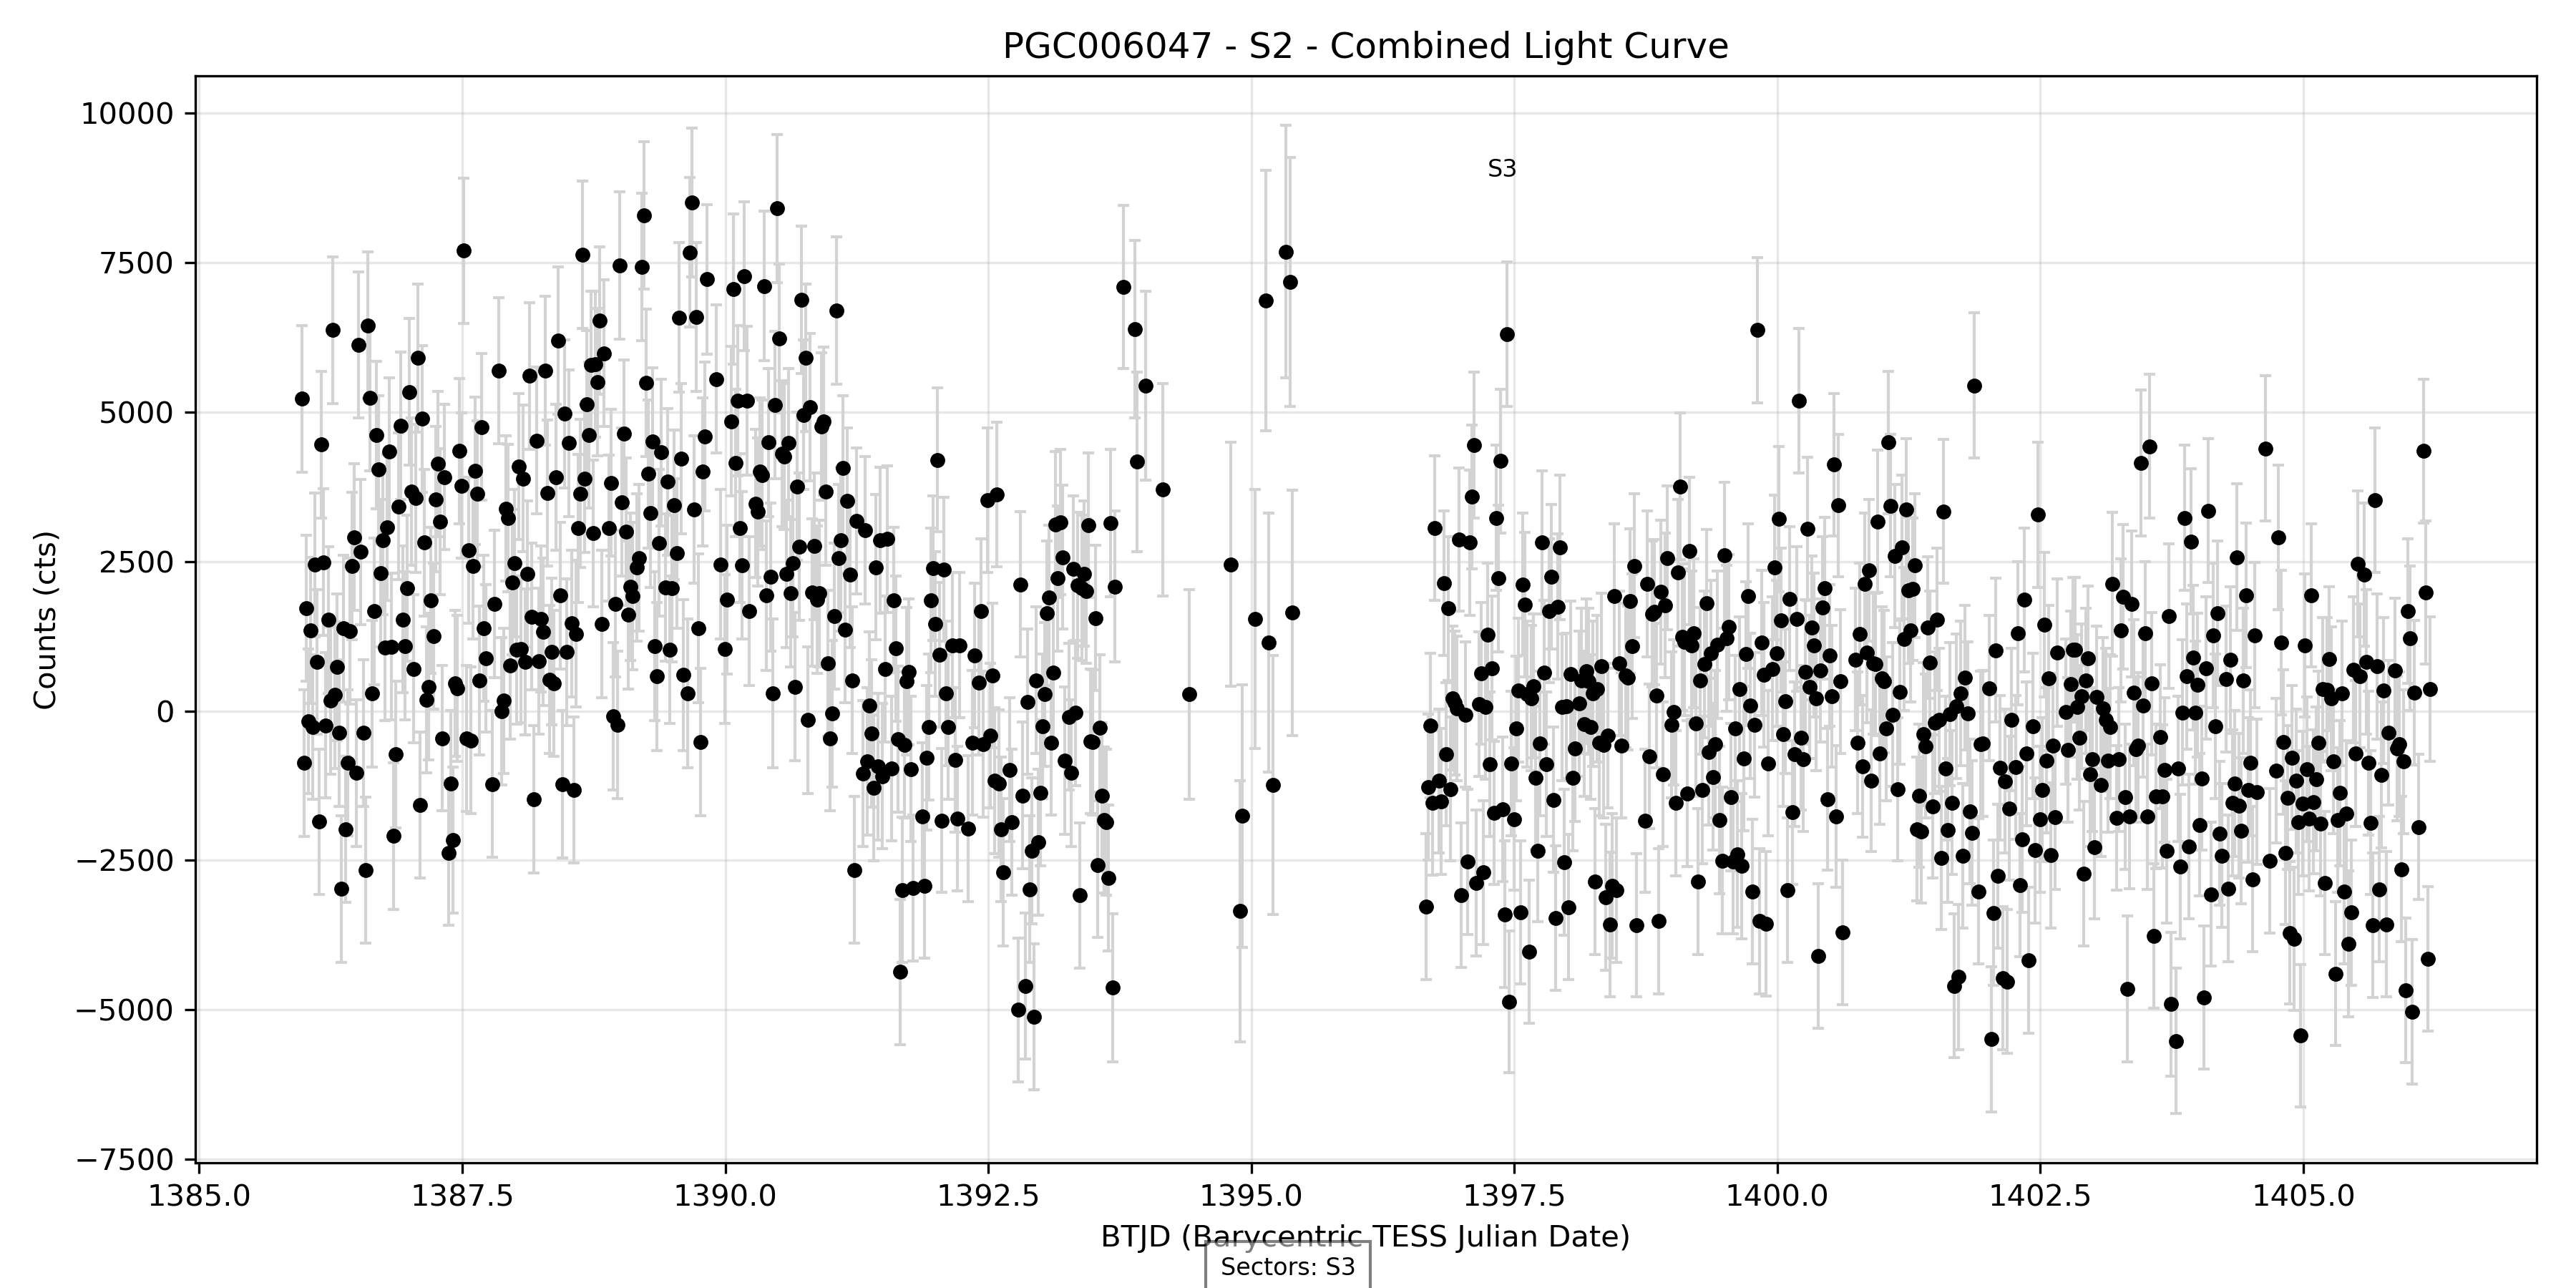 PGC006047 - S2 - Combined Light Curve
10000
7500
5000
2500
0
−2500
−5000
−7500
Counts (cts)
S3
1385.0 1387.5 1390.0 1392.5 1395.0 1397.5 1400.0 1402.5 1405.0
BTJD (Barycentric TESS Julian Date)
Sectors: S3